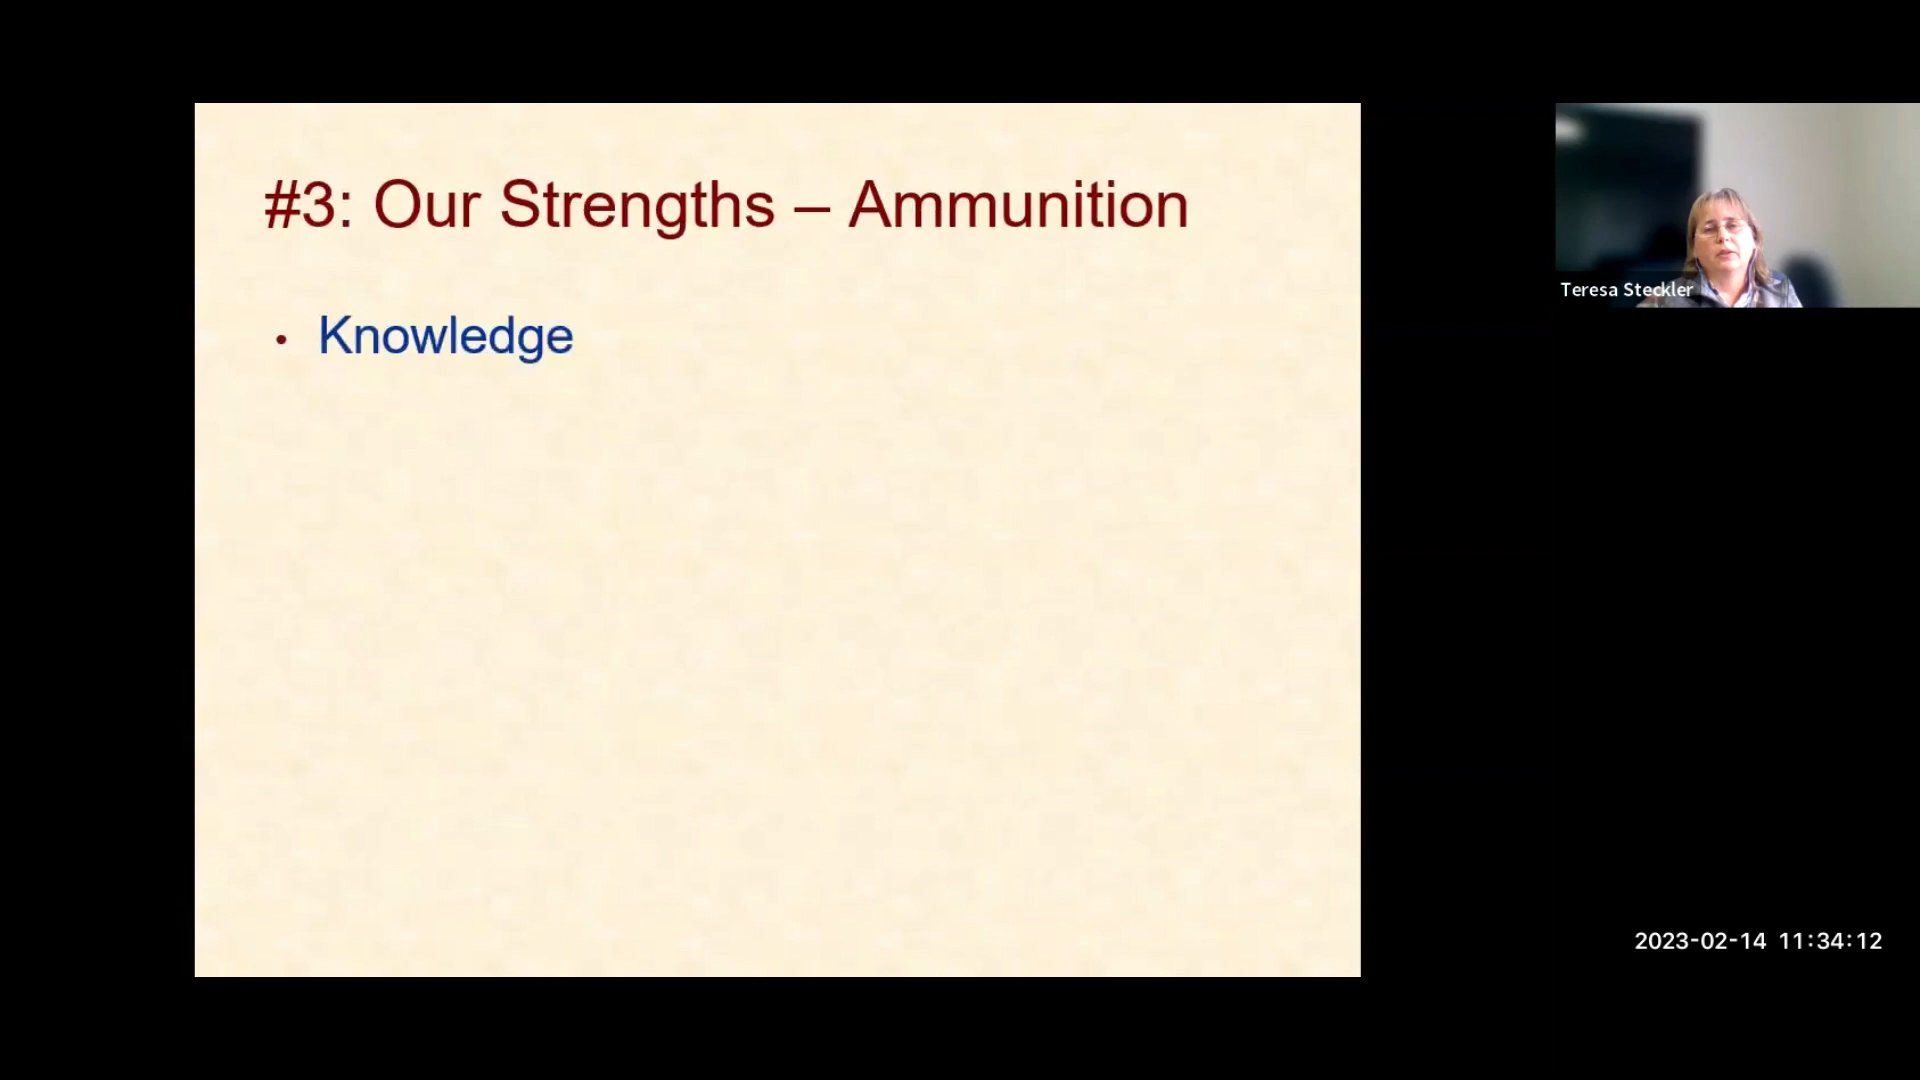 #3: Our Strengths – Ammunition
• Knowledge
Teresa Steckler
2023-02-14 11:34:12